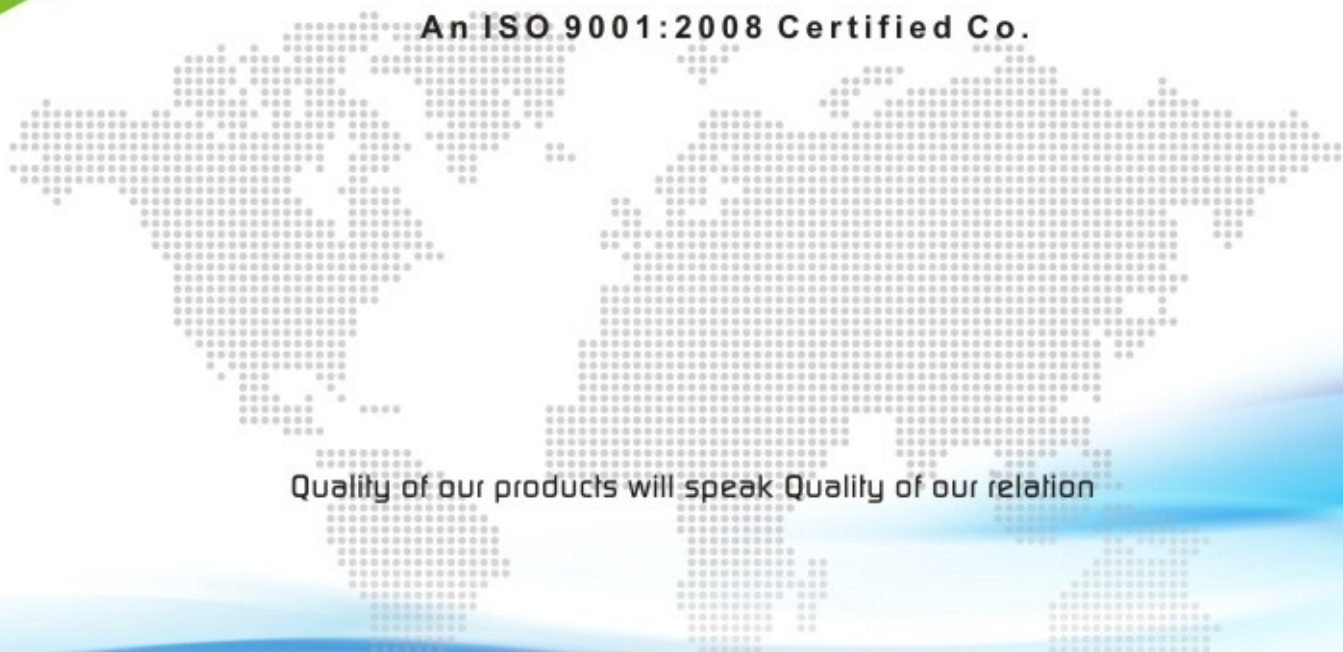 An ISO 9001:2008 Certified Co.
Quality of our products will speak Quality of our relation